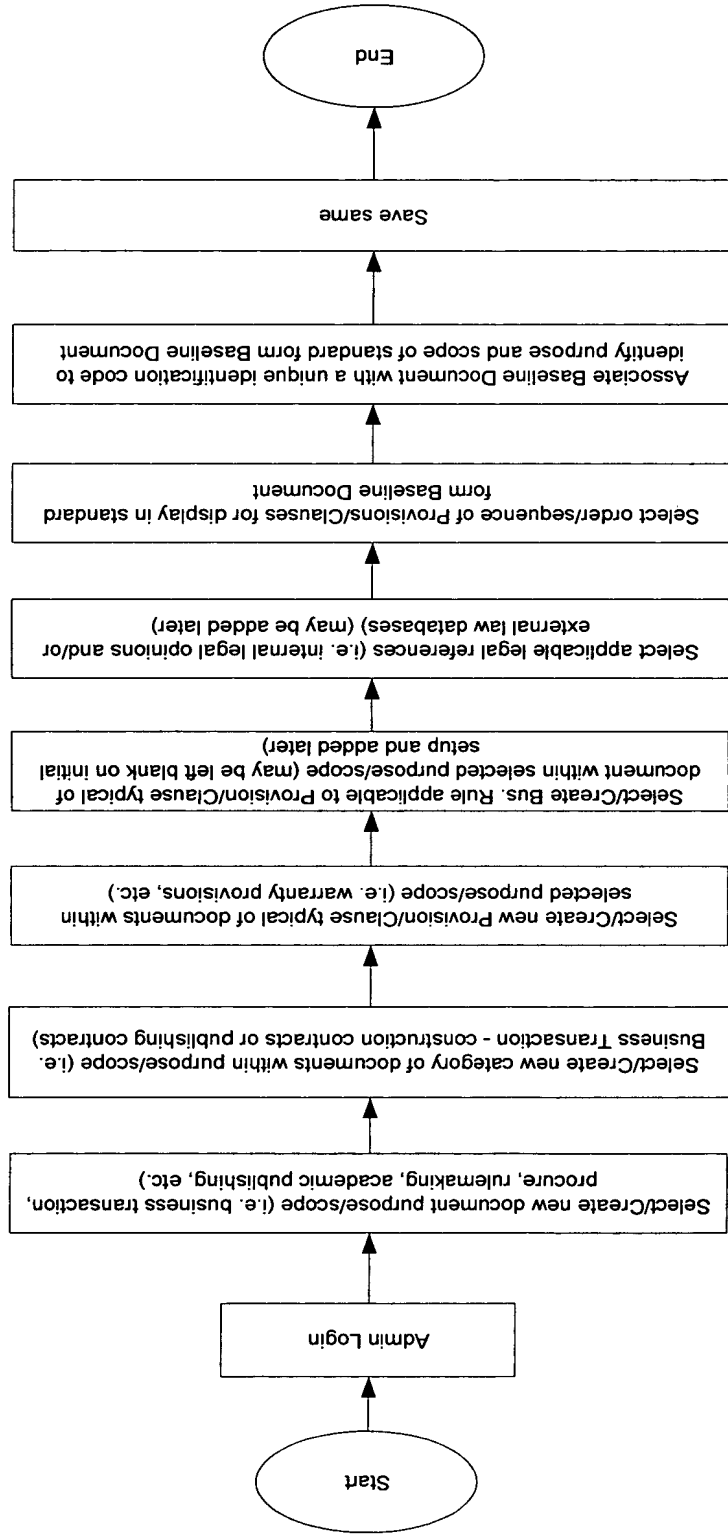 Start
Admin Login
Select/Create new document purpose/scope (i.e. business transaction,
procure, rulemaking, academic publishing, etc.)
Select/Create new category of documents within purpose/scope (i.e.
Business Transaction - construction contracts or publishing contracts)
Select/Create new Provision/Clause typical of documents within
selected purpose/scope (i.e. warranty provisions, etc.)
Select/Create Bus. Rule applicable to Provision/Clause typical of
document within selected purpose/scope (may be left blank on initial
setup and added later)
Select applicable legal references (i.e. internal legal opinions and/or
external law databases) (may be added later)
Select order/sequence of Provisions/Clauses for display in standard
form Baseline Document
Associate Baseline Document with a unique identification code to
identify purpose and scope of standard form Baseline Document
Save same
End